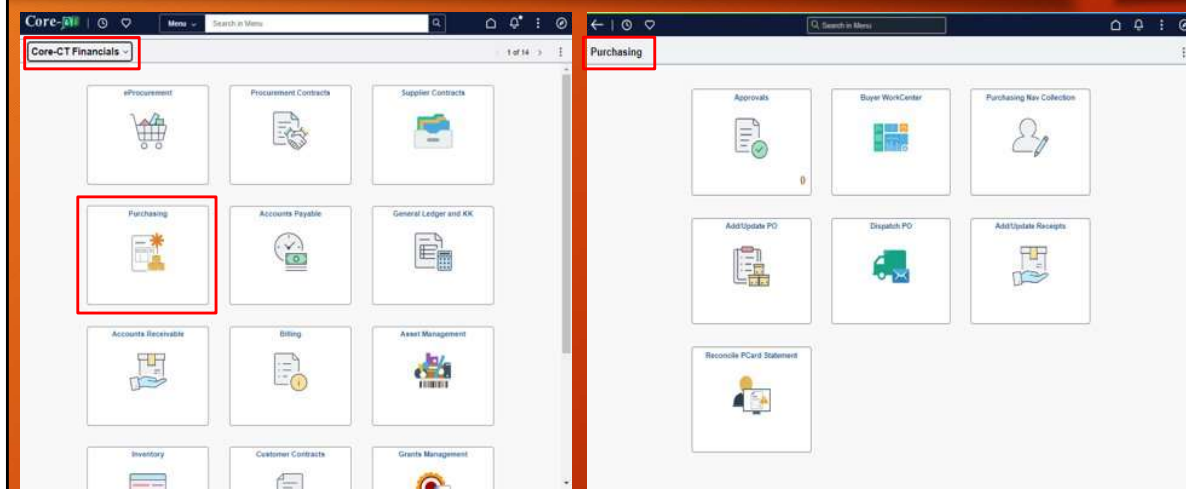 Core-CT Menu Search in Menu
Core-CT Financials 1 of 14
eProcurement Procurement Contracts Supplier Contracts
Purchasing Accounts Payable General Ledger and KK
Accounts Receivable Billing Asset Management
Inventory Customer Contracts Grants Management
Search in Menu
Purchasing
Approvals Buyer WorkCenter Purchasing Nav Collection
0
Add/Update PO Dispatch PO Add/Update Receipts
Reconcile PCard Statement